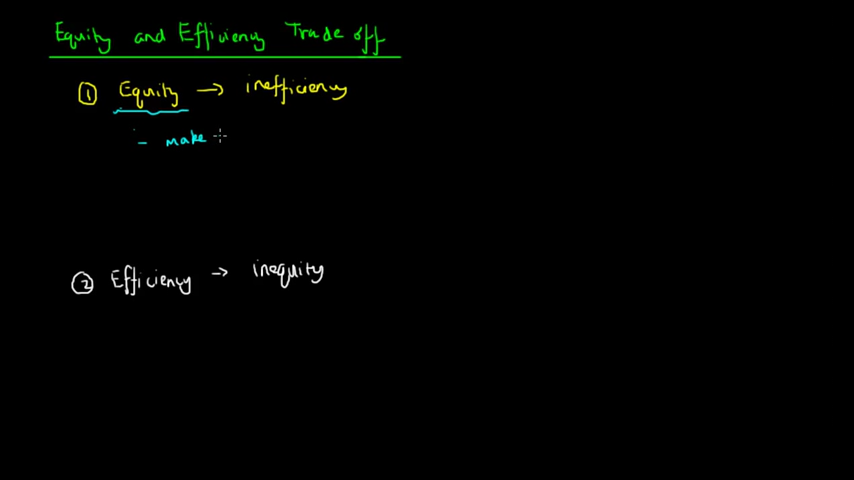 Equity and Efficiency Trade off
① Equity → inefficiency
- make
② Efficiency → inequity